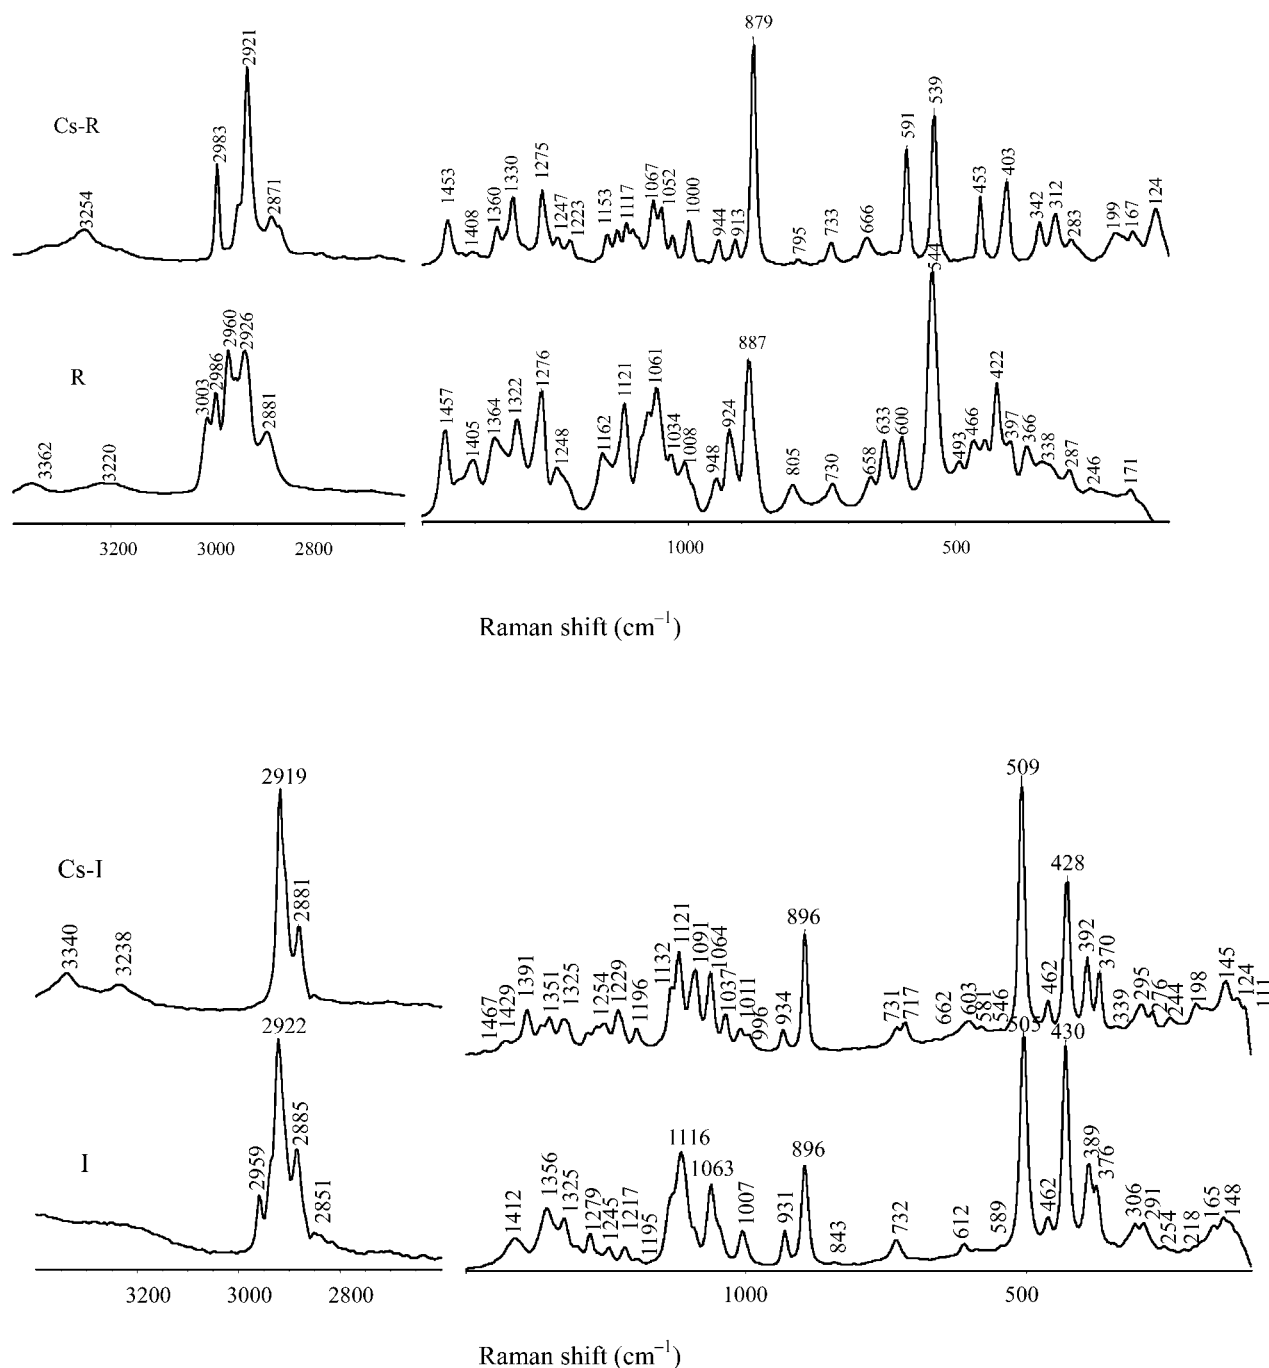 Cs-R
3254 2983 2921 2871 1453 1408 1360 1330 1275 1247 1223 1153 1117 1067 1052 1000 944 913 879 795 733 666 591 539 453 403 342 312 283 199 167 124
R
3362 3220 3003 2986 2960 2926 2881 1457 1405 1364 1322 1276 1248 1162 1121 1061 1034 1008 948 924 887 805 730 658 633 600 544 493 466 422 397 366 338 287 246 171
3200 3000 2800 1000 500
Raman shift (cm⁻¹)
Cs-I
3340 3238 2919 2881 1467 1429 1391 1351 1325 1254 1229 1196 1132 1121 1091 1064 1037 1011 996 934 896 731 717 662 603 581 546 509 462 428 392 370 339 295 276 244 198 145 124 111
I
2959 2922 2885 2851 1412 1356 1325 1279 1245 1217 1195 1116 1063 1007 931 896 843 732 612 589 505 462 430 389 376 306 291 254 218 165 148
3200 3000 2800 1000 500
Raman shift (cm⁻¹)